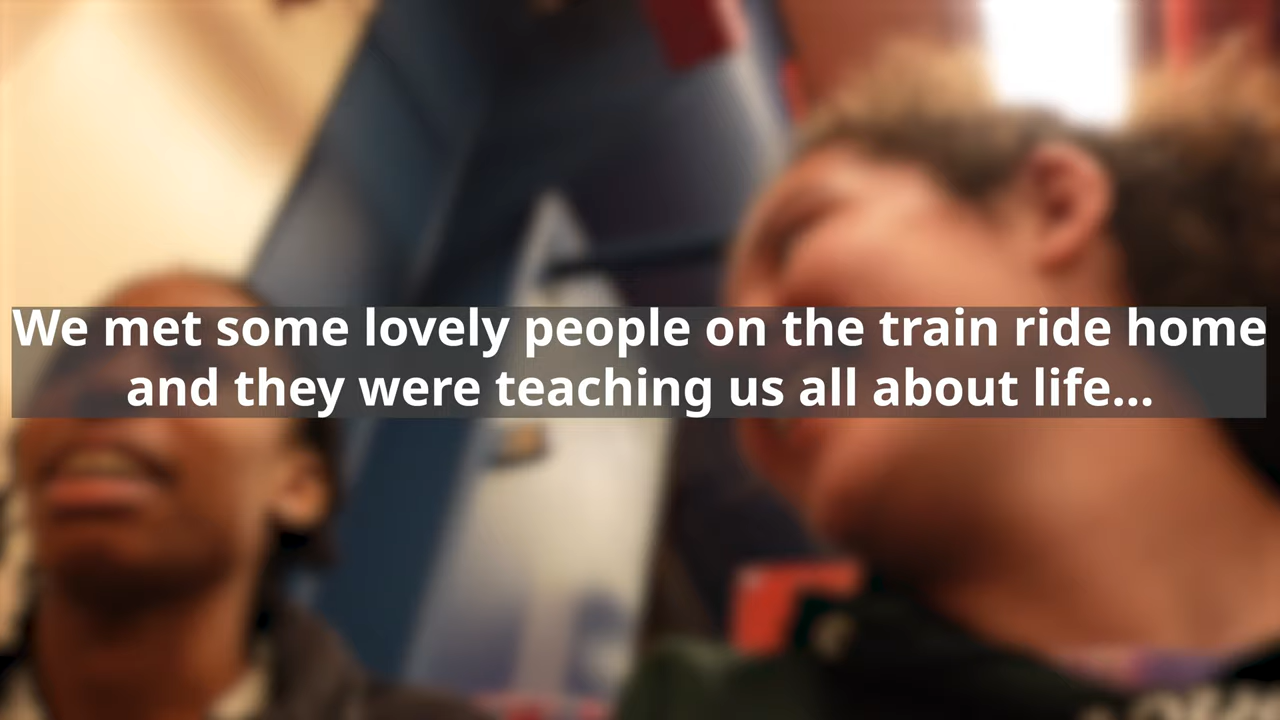 We met some lovely people on the train ride home
and they were teaching us all about life...